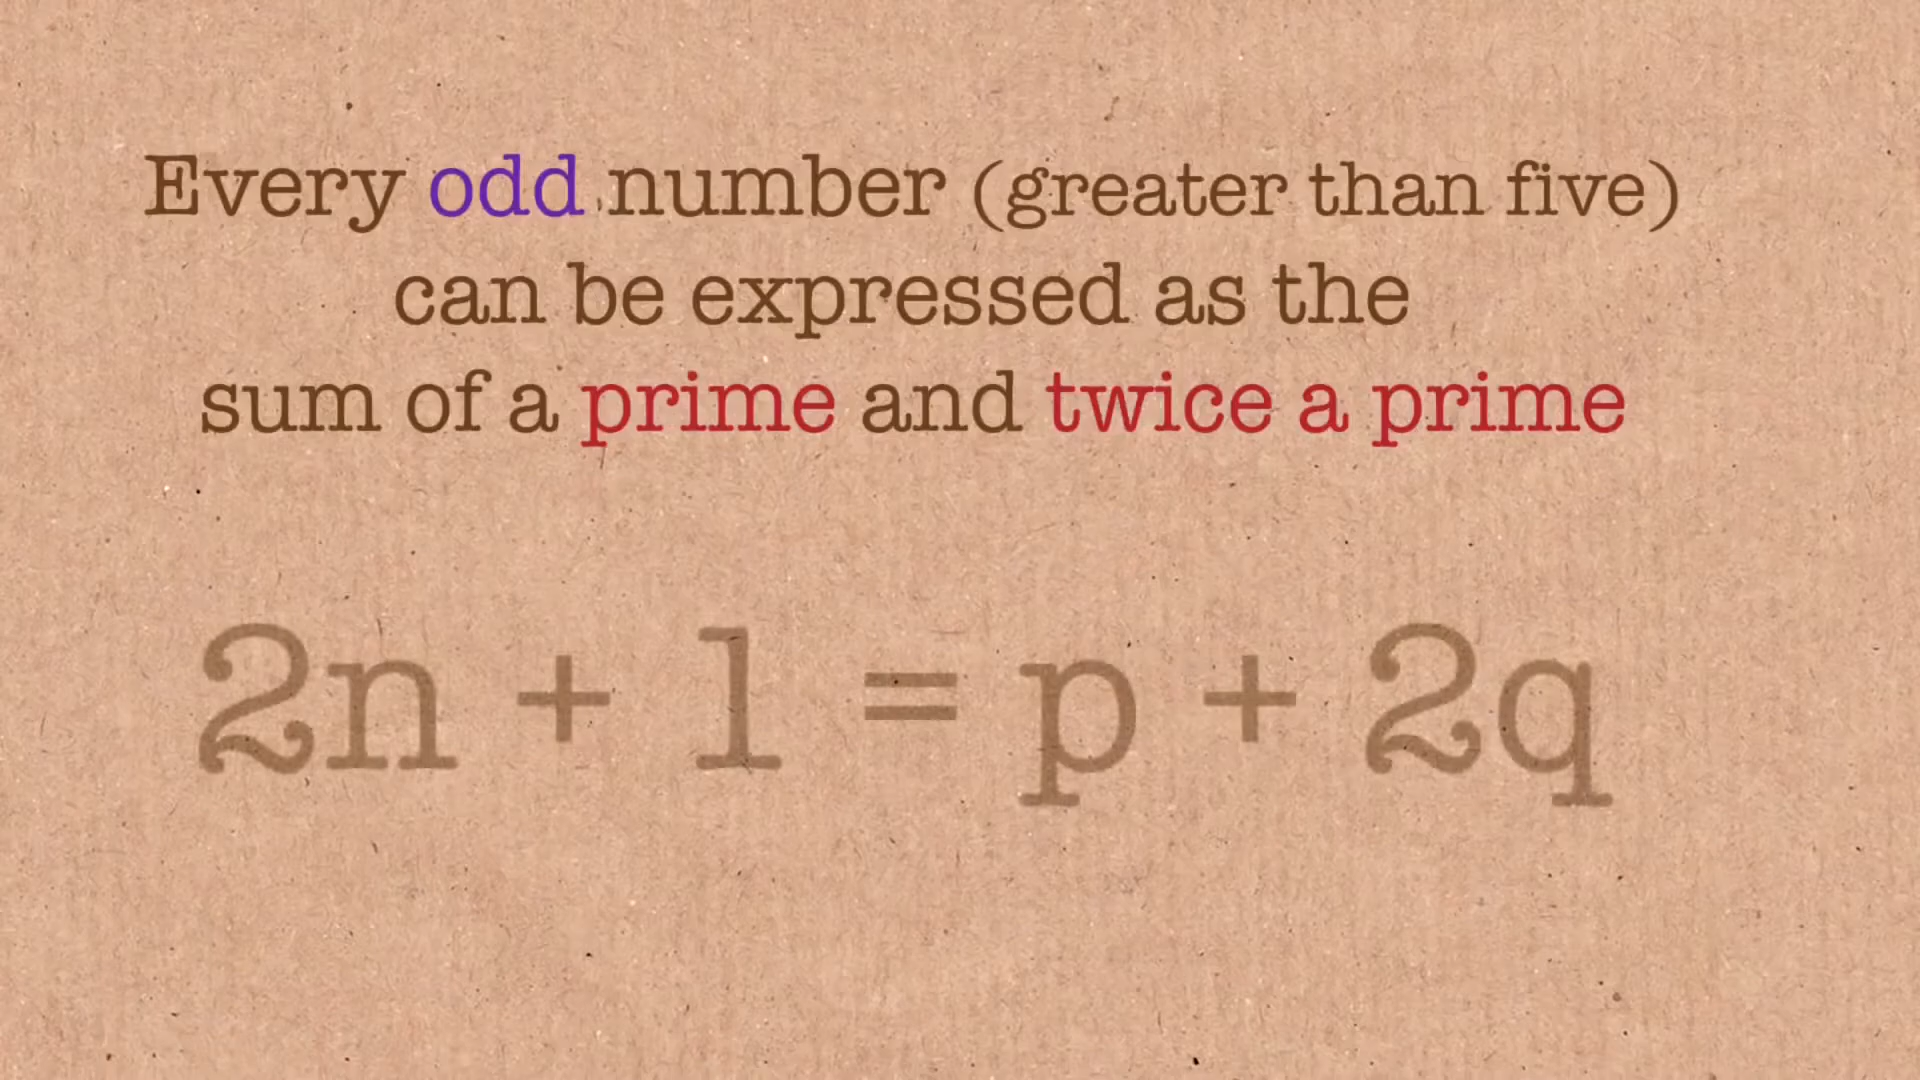 Every odd number (greater than five)
can be expressed as the
sum of a prime and twice a prime
2n + 1 = p + 2q